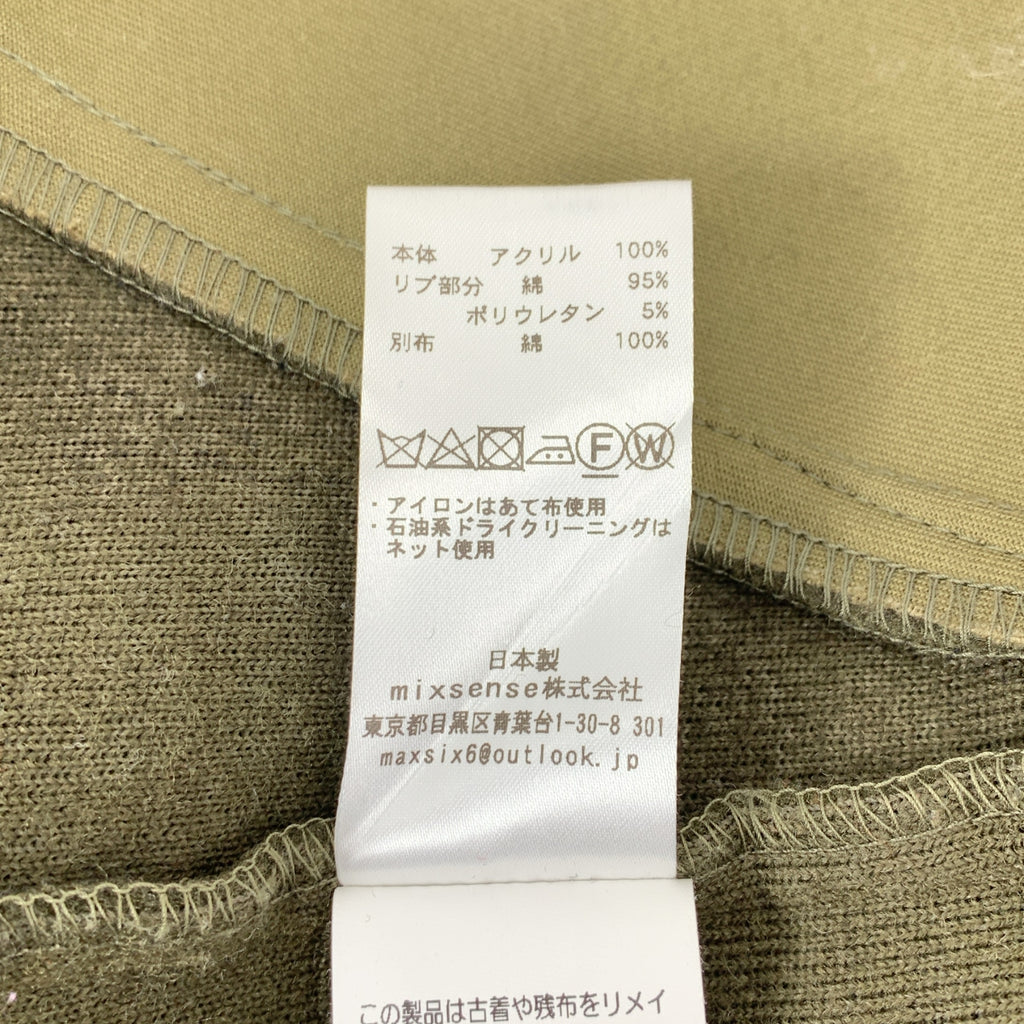 本体 アクリル 100%
リブ部分 綿 95%
ポリウレタン 5%
別布 綿 100%
F W
・アイロンはあて布使用
・石油系ドライクリーニングは
ネット使用
日本製
mixsense株式会社
東京都目黒区青葉台1-30-8 301
maxsix6@outlook.jp
この製品は古着や残布をリメイ